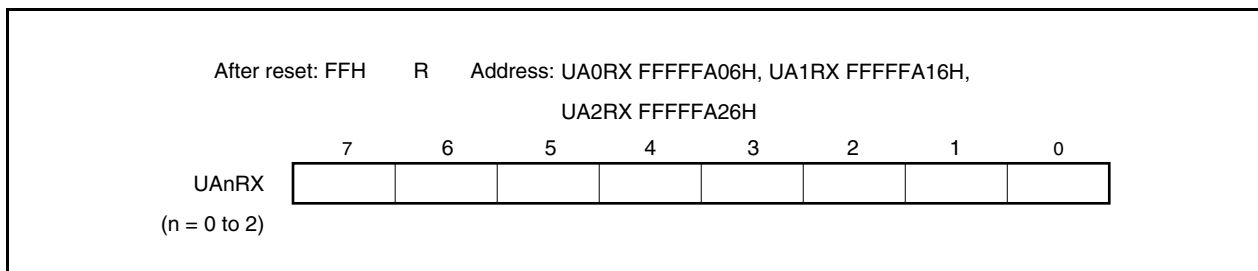 After reset: FFH R Address: UA0RX FFFFFA06H, UA1RX FFFFFA16H,
UA2RX FFFFFA26H
7 6 5 4 3 2 1 0
UAnRX
(n = 0 to 2)